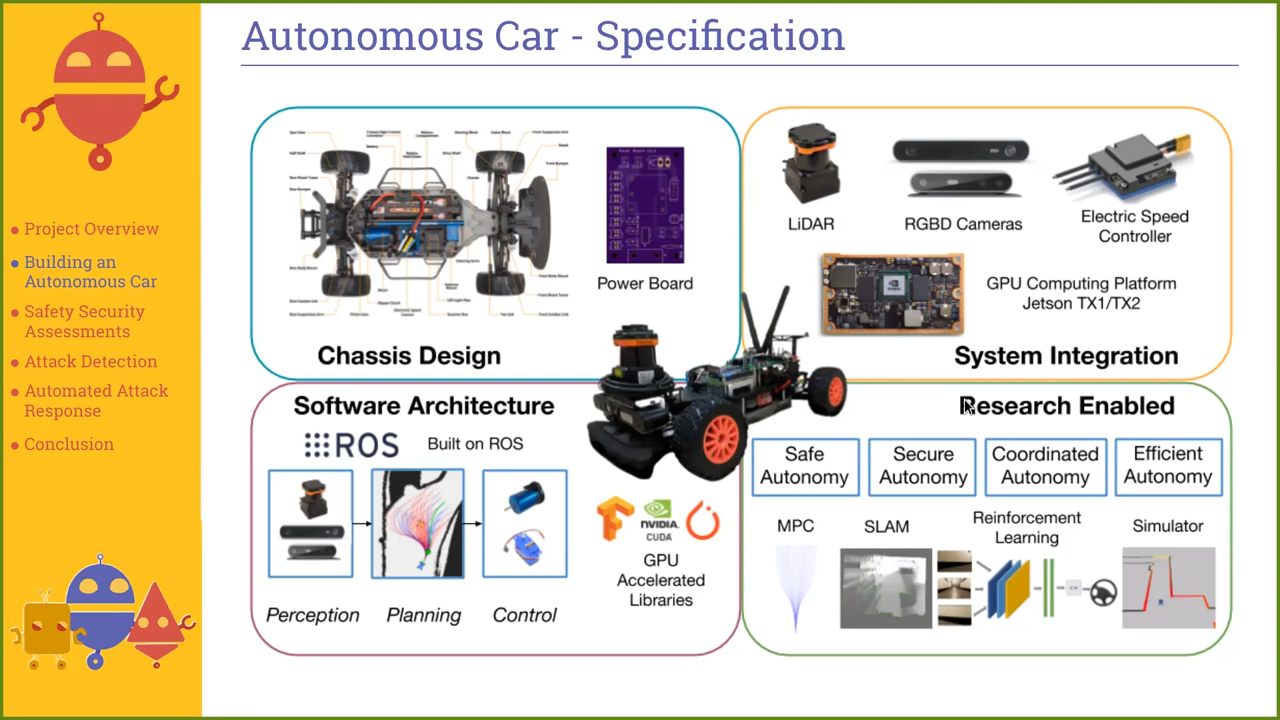 Autonomous Car - Specification
Project Overview
Building an
Autonomous Car
Safety Security
Assessments
Attack Detection
Automated Attack
Response
Conclusion
Power Board
Chassis Design
LiDAR
RGBD Cameras
Electric Speed
Controller
GPU Computing Platform
Jetson TX1/TX2
System Integration
Software Architecture
ROS
Built on ROS
Perception
Planning
Control
NVIDIA
CUDA
GPU
Accelerated
Libraries
Research Enabled
Safe
Autonomy
Secure
Autonomy
Coordinated
Autonomy
Efficient
Autonomy
MPC
SLAM
Reinforcement
Learning
Simulator